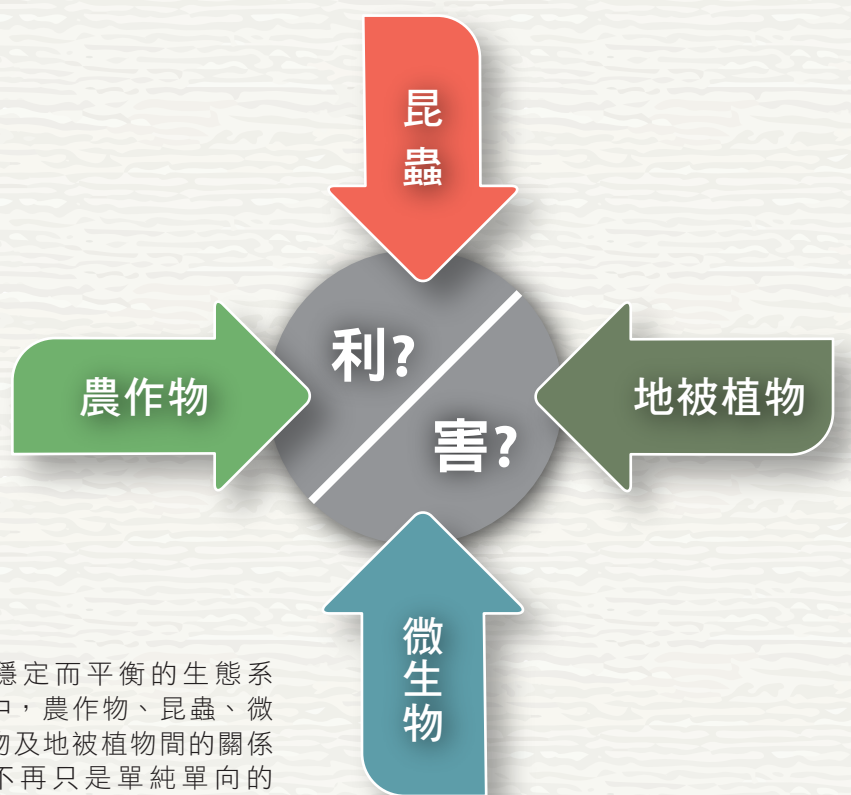 昆蟲
利?
害?
農作物
地被植物
微生物
穩定而平衡的生態系
中，農作物、昆蟲、微
物及地被植物間的關係
不再只是單純單向的